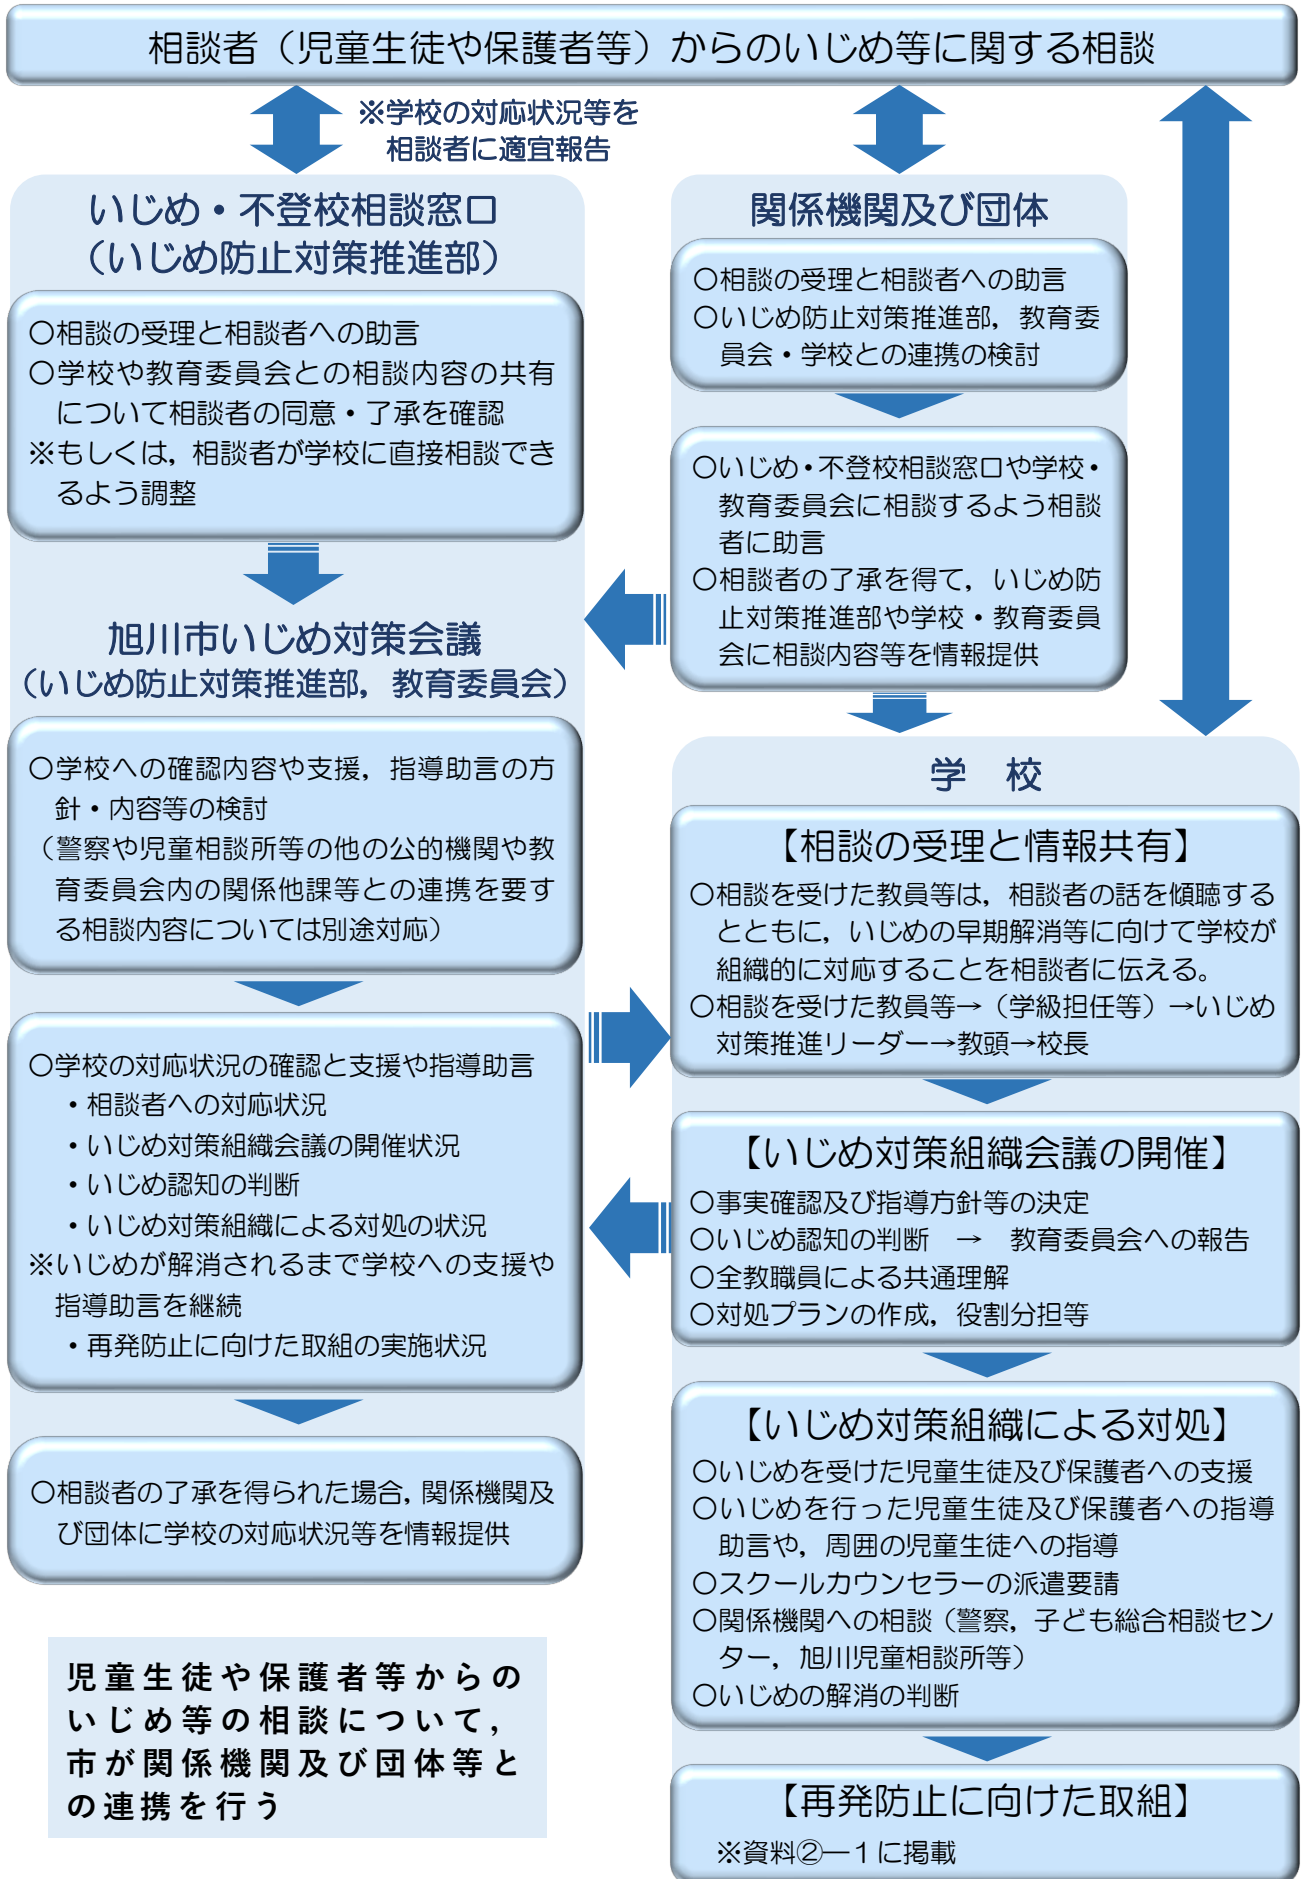 相談者（児童生徒や保護者等）からのいじめ等に関する相談
※学校の対応状況等を
相談者に適宜報告
いじめ・不登校相談窓口
（いじめ防止対策推進部）
○相談の受理と相談者への助言
○学校や教育委員会との相談内容の共有
について相談者の同意・了承を確認
※もしくは，相談者が学校に直接相談でき
るよう調整
旭川市いじめ対策会議
（いじめ防止対策推進部，教育委員会）
○学校への確認内容や支援，指導助言の方
針・内容等の検討
（警察や児童相談所等の他の公的機関や教
育委員会内の関係他課等との連携を要す
る相談内容については別途対応）
○学校の対応状況の確認と支援や指導助言
・相談者への対応状況
・いじめ対策組織会議の開催状況
・いじめ認知の判断
・いじめ対策組織による対処の状況
※いじめが解消されるまで学校への支援や
指導助言を継続
・再発防止に向けた取組の実施状況
○相談者の了承を得られた場合，関係機関及
び団体に学校の対応状況等を情報提供
児童生徒や保護者等からの
いじめ等の相談について，
市が関係機関及び団体等と
の連携を行う
関係機関及び団体
○相談の受理と相談者への助言
○いじめ防止対策推進部，教育委
員会・学校との連携の検討
○いじめ・不登校相談窓口や学校・
教育委員会に相談するよう相談
者に助言
○相談者の了承を得て，いじめ防
止対策推進部や学校・教育委員
会に相談内容等を情報提供
学　校
【相談の受理と情報共有】
○相談を受けた教員等は，相談者の話を傾聴する
とともに，いじめの早期解消等に向けて学校が
組織的に対応することを相談者に伝える。
○相談を受けた教員等→（学級担任等）→いじめ
対策推進リーダー→教頭→校長
【いじめ対策組織会議の開催】
○事実確認及び指導方針等の決定
○いじめ認知の判断　→　教育委員会への報告
○全教職員による共通理解
○対処プランの作成，役割分担等
【いじめ対策組織による対処】
○いじめを受けた児童生徒及び保護者への支援
○いじめを行った児童生徒及び保護者への指導
助言や，周囲の児童生徒への指導
○スクールカウンセラーの派遣要請
○関係機関への相談（警察，子ども総合相談セン
ター，旭川児童相談所等）
○いじめの解消の判断
【再発防止に向けた取組】
※資料②―１に掲載